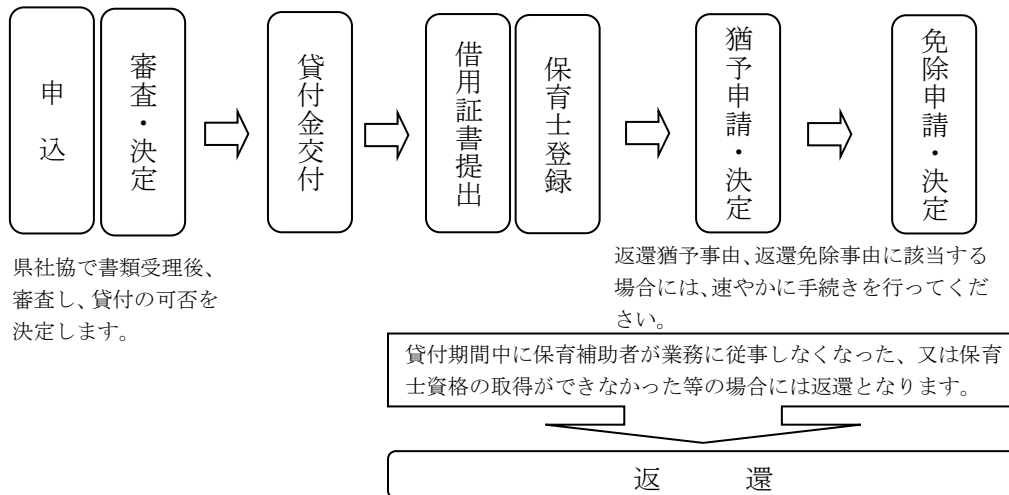 申込
審査・決定
貸付金交付
借用証書提出
保育士登録
猶予申請・決定
免除申請・決定
県社協で書類受理後、
審査し、貸付の可否を
決定します。
返還猶予事由、返還免除事由に該当する
場合には、速やかに手続きを行ってくだ
さい。
貸付期間中に保育補助者が業務に従事しなくなった、又は保育
士資格の取得ができなかった等の場合には返還となります。
返還